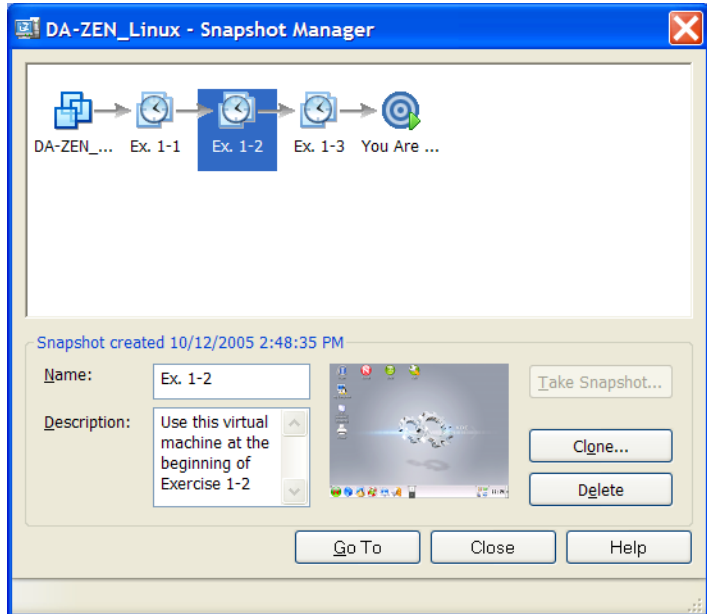 DA-ZEN_Linux - Snapshot Manager
DA-ZEN_... Ex. 1-1 Ex. 1-2 Ex. 1-3 You Are ...
Snapshot created 10/12/2005 2:48:35 PM
Name:
Ex. 1-2
Take Snapshot...
Description:
Use this virtual
machine at the
beginning of
Exercise 1-2
Clone...
Delete
Go To
Close
Help